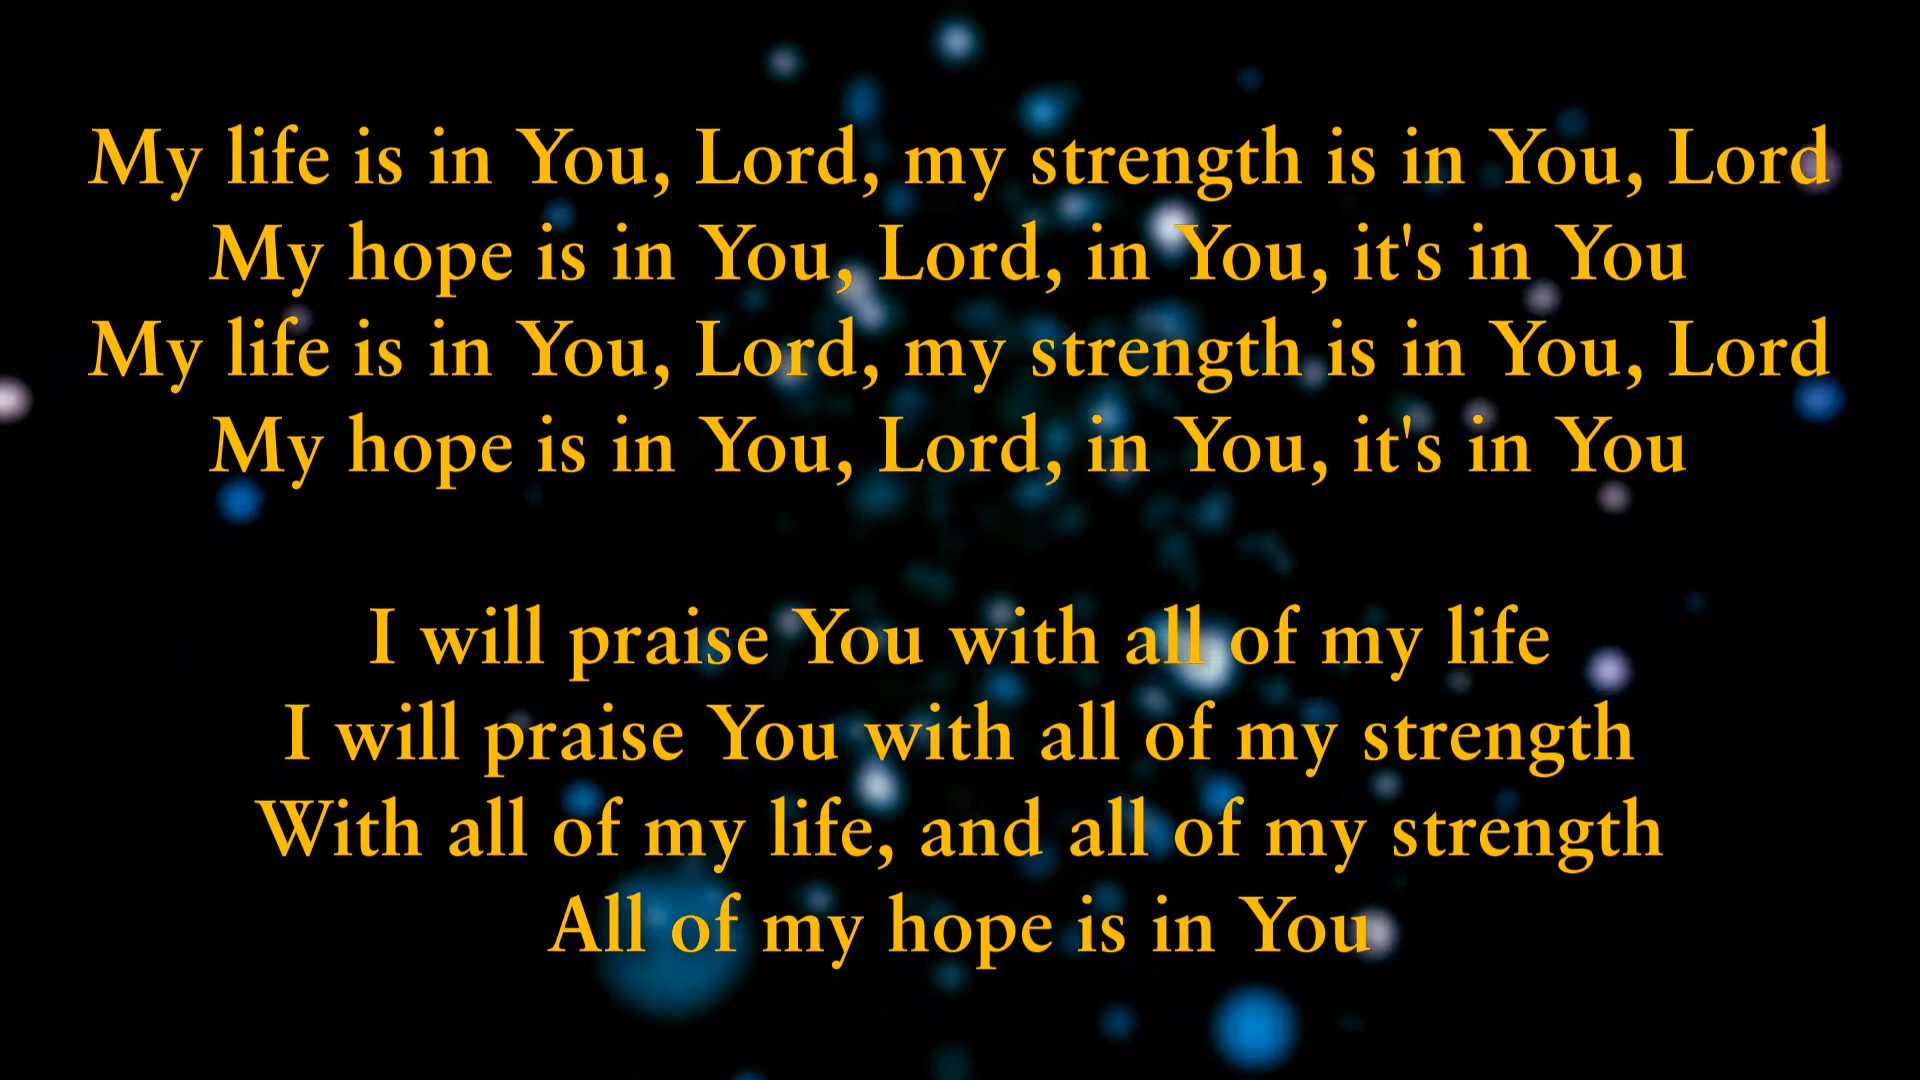 My life is in You, Lord, my strength is in You, Lord
My hope is in You, Lord, in You, it's in You
My life is in You, Lord, my strength is in You, Lord
My hope is in You, Lord, in You, it's in You
I will praise You with all of my life
I will praise You with all of my strength
With all of my life, and all of my strength
All of my hope is in You